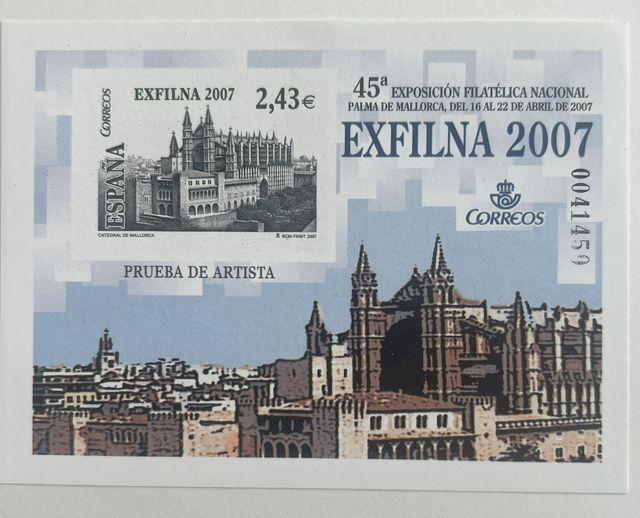 EXFILNA 2007
2,43€
CORREOS
ESPAÑA
CATEDRAL DE MALLORCA
RCM-FNMT 2007
PRUEBA DE ARTISTA
45ª EXPOSICIÓN FILATÉLICA NACIONAL
PALMA DE MALLORCA, DEL 16 AL 22 DE ABRIL DE 2007
EXFILNA 2007
CORREOS
0041450